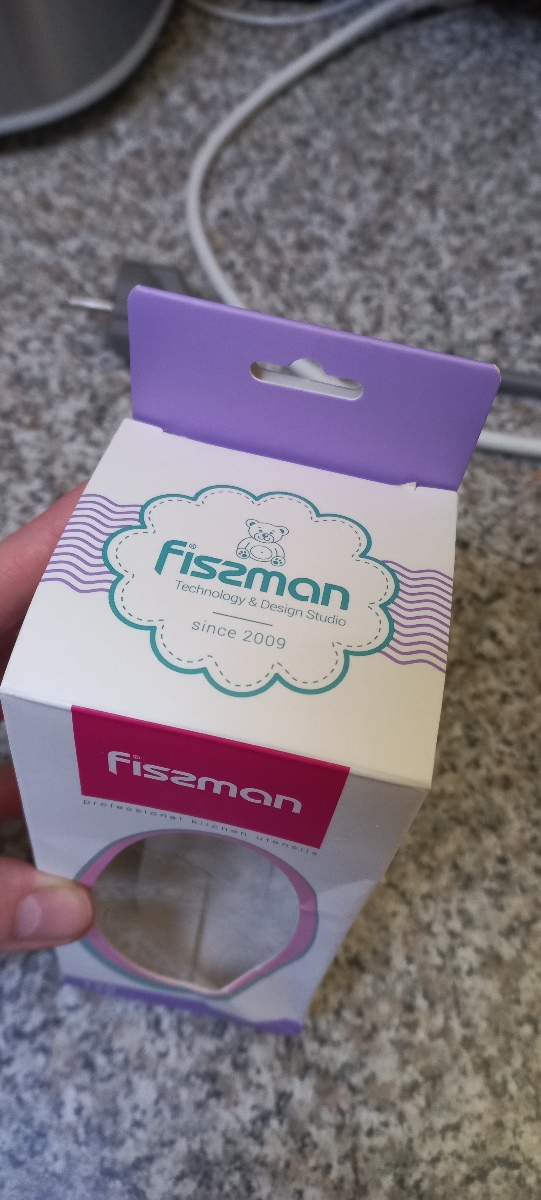 fissman®
Technology & Design Studio
since 2009
fissman®
professional kitchen utensils